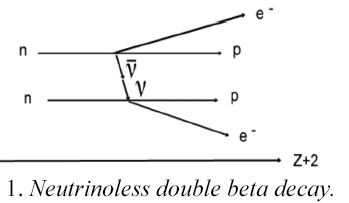 e -
n
p
ν̄
ν
n
p
e -
Z+2
1. Neutrinoless double beta decay.